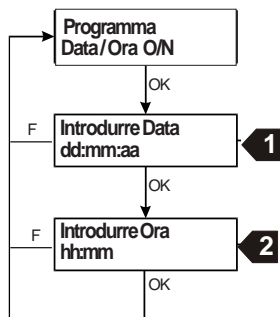 Programma
Data/Ora O/N
OK
F
Introdurre Data
dd:mm:aa
1
OK
F
Introdurre Ora
hh:mm
2
OK